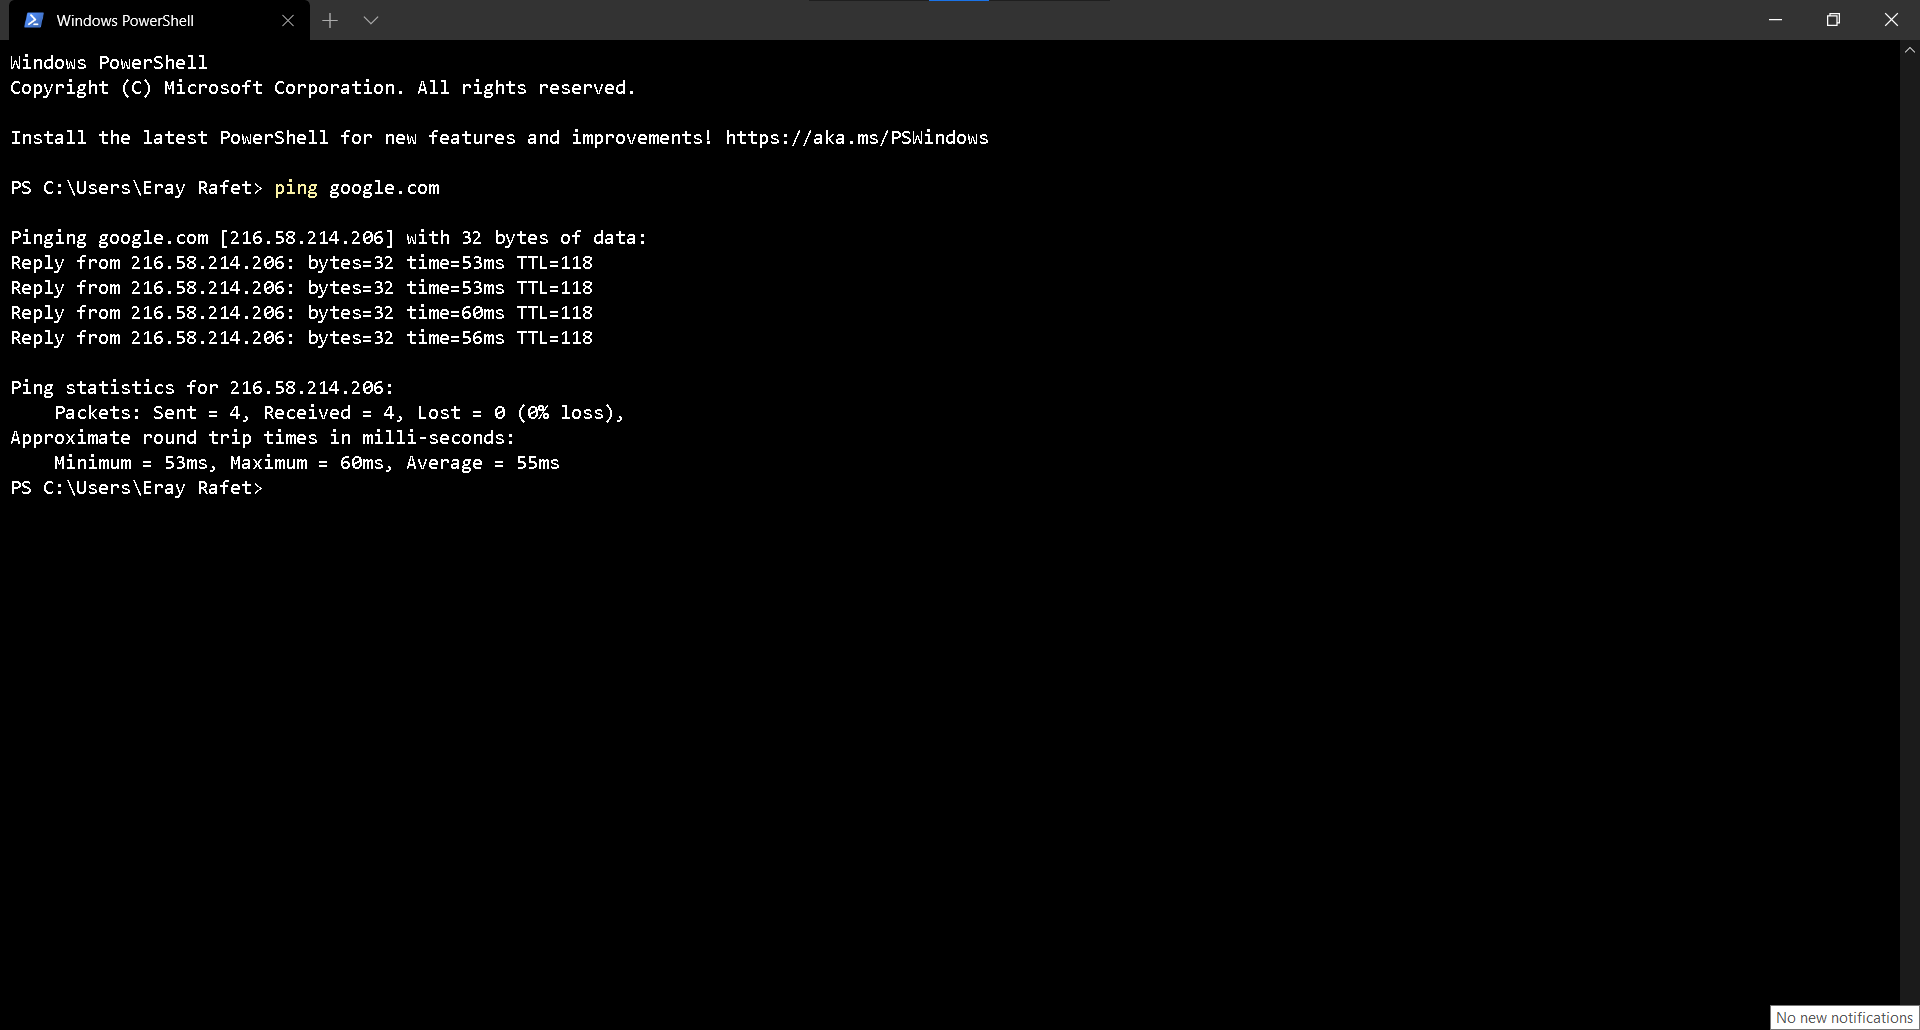 Windows PowerShell
Windows PowerShell
Copyright (C) Microsoft Corporation. All rights reserved.
Install the latest PowerShell for new features and improvements! https://aka.ms/PSWindows
PS C:\Users\Eray Rafet> ping google.com
Pinging google.com [216.58.214.206] with 32 bytes of data:
Reply from 216.58.214.206: bytes=32 time=53ms TTL=118
Reply from 216.58.214.206: bytes=32 time=53ms TTL=118
Reply from 216.58.214.206: bytes=32 time=60ms TTL=118
Reply from 216.58.214.206: bytes=32 time=56ms TTL=118
Ping statistics for 216.58.214.206:
    Packets: Sent = 4, Received = 4, Lost = 0 (0% loss),
Approximate round trip times in milli-seconds:
    Minimum = 53ms, Maximum = 60ms, Average = 55ms
PS C:\Users\Eray Rafet>
No new notifications